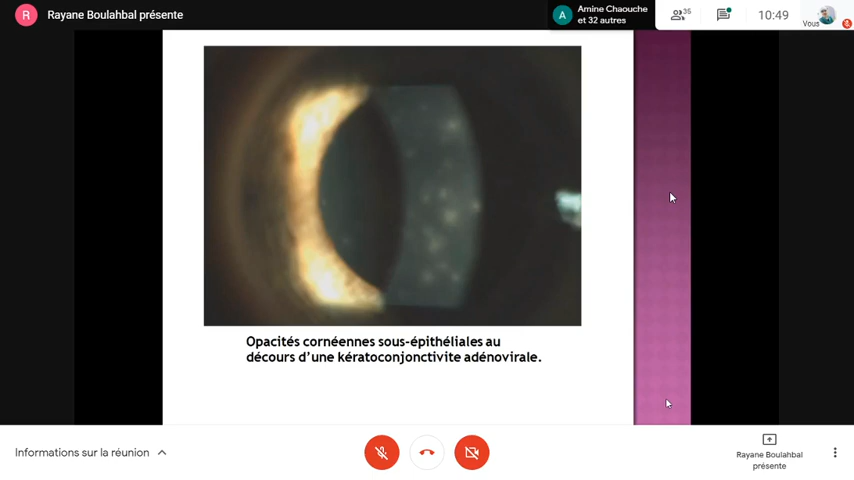 R
Rayane Boulahbal présente
A
Amine Chaouche
et 32 autres
35
10:49
Vous
Opacités cornéennes sous-épithéliales au
décours d’une kératoconjonctivite adénovirale.
Informations sur la réunion
Rayane Boulahbal
présente